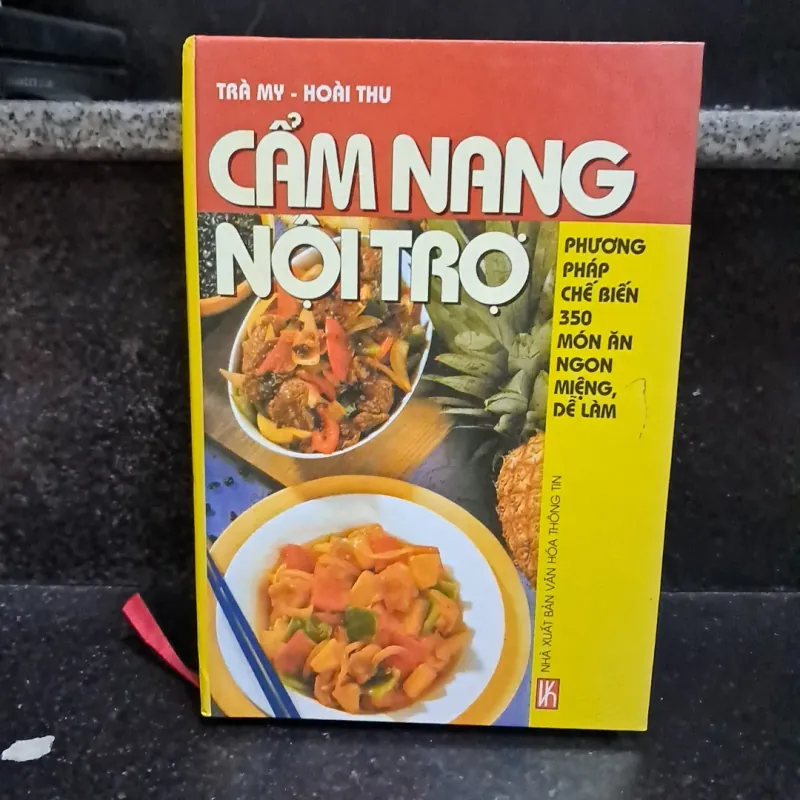 TRÀ MY - HOÀI THU
CẨM NANG
NỘI TRỢ
PHƯƠNG
PHÁP
CHẾ BIẾN
350
MÓN ĂN
NGON
MIỆNG,
DỄ LÀM
NHÀ XUẤT BẢN VĂN HÓA THÔNG TIN